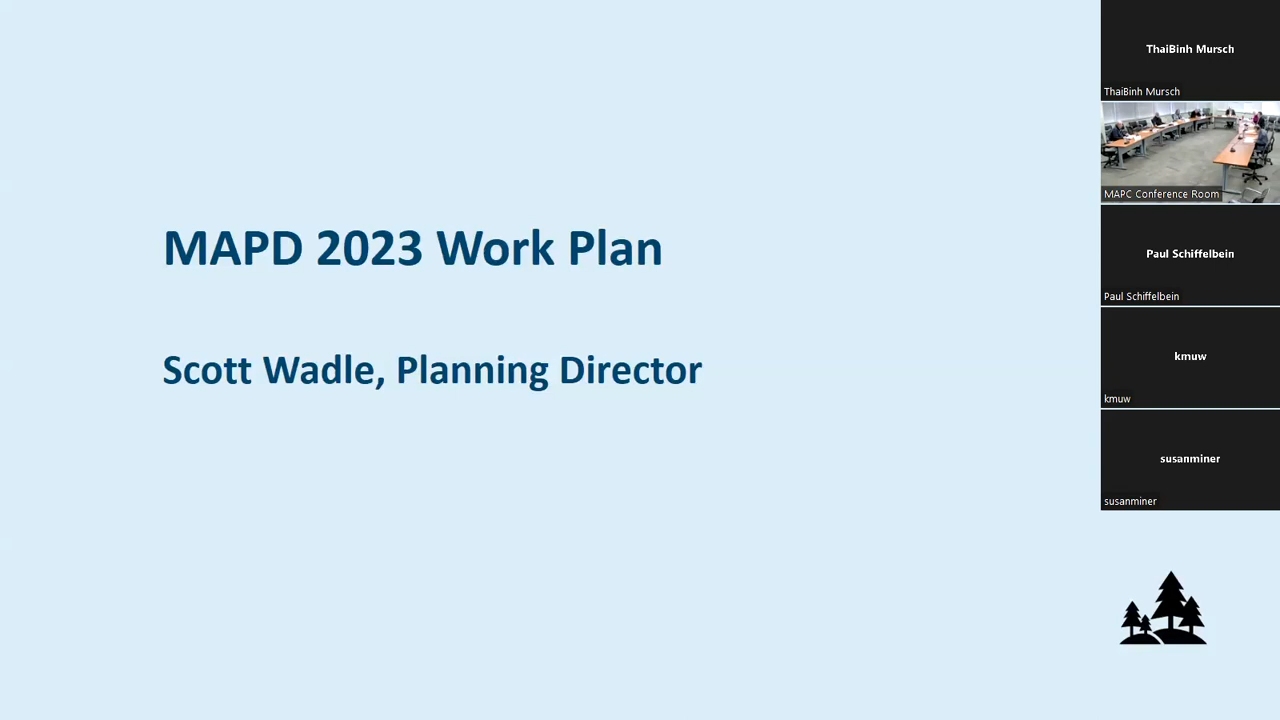 MAPD 2023 Work Plan
Scott Wadle, Planning Director
ThaiBinh Mursch
ThaiBinh Mursch
MAPC Conference Room
Paul Schiffelbein
Paul Schiffelbein
kmuw
kmuw
susanminer
susanminer